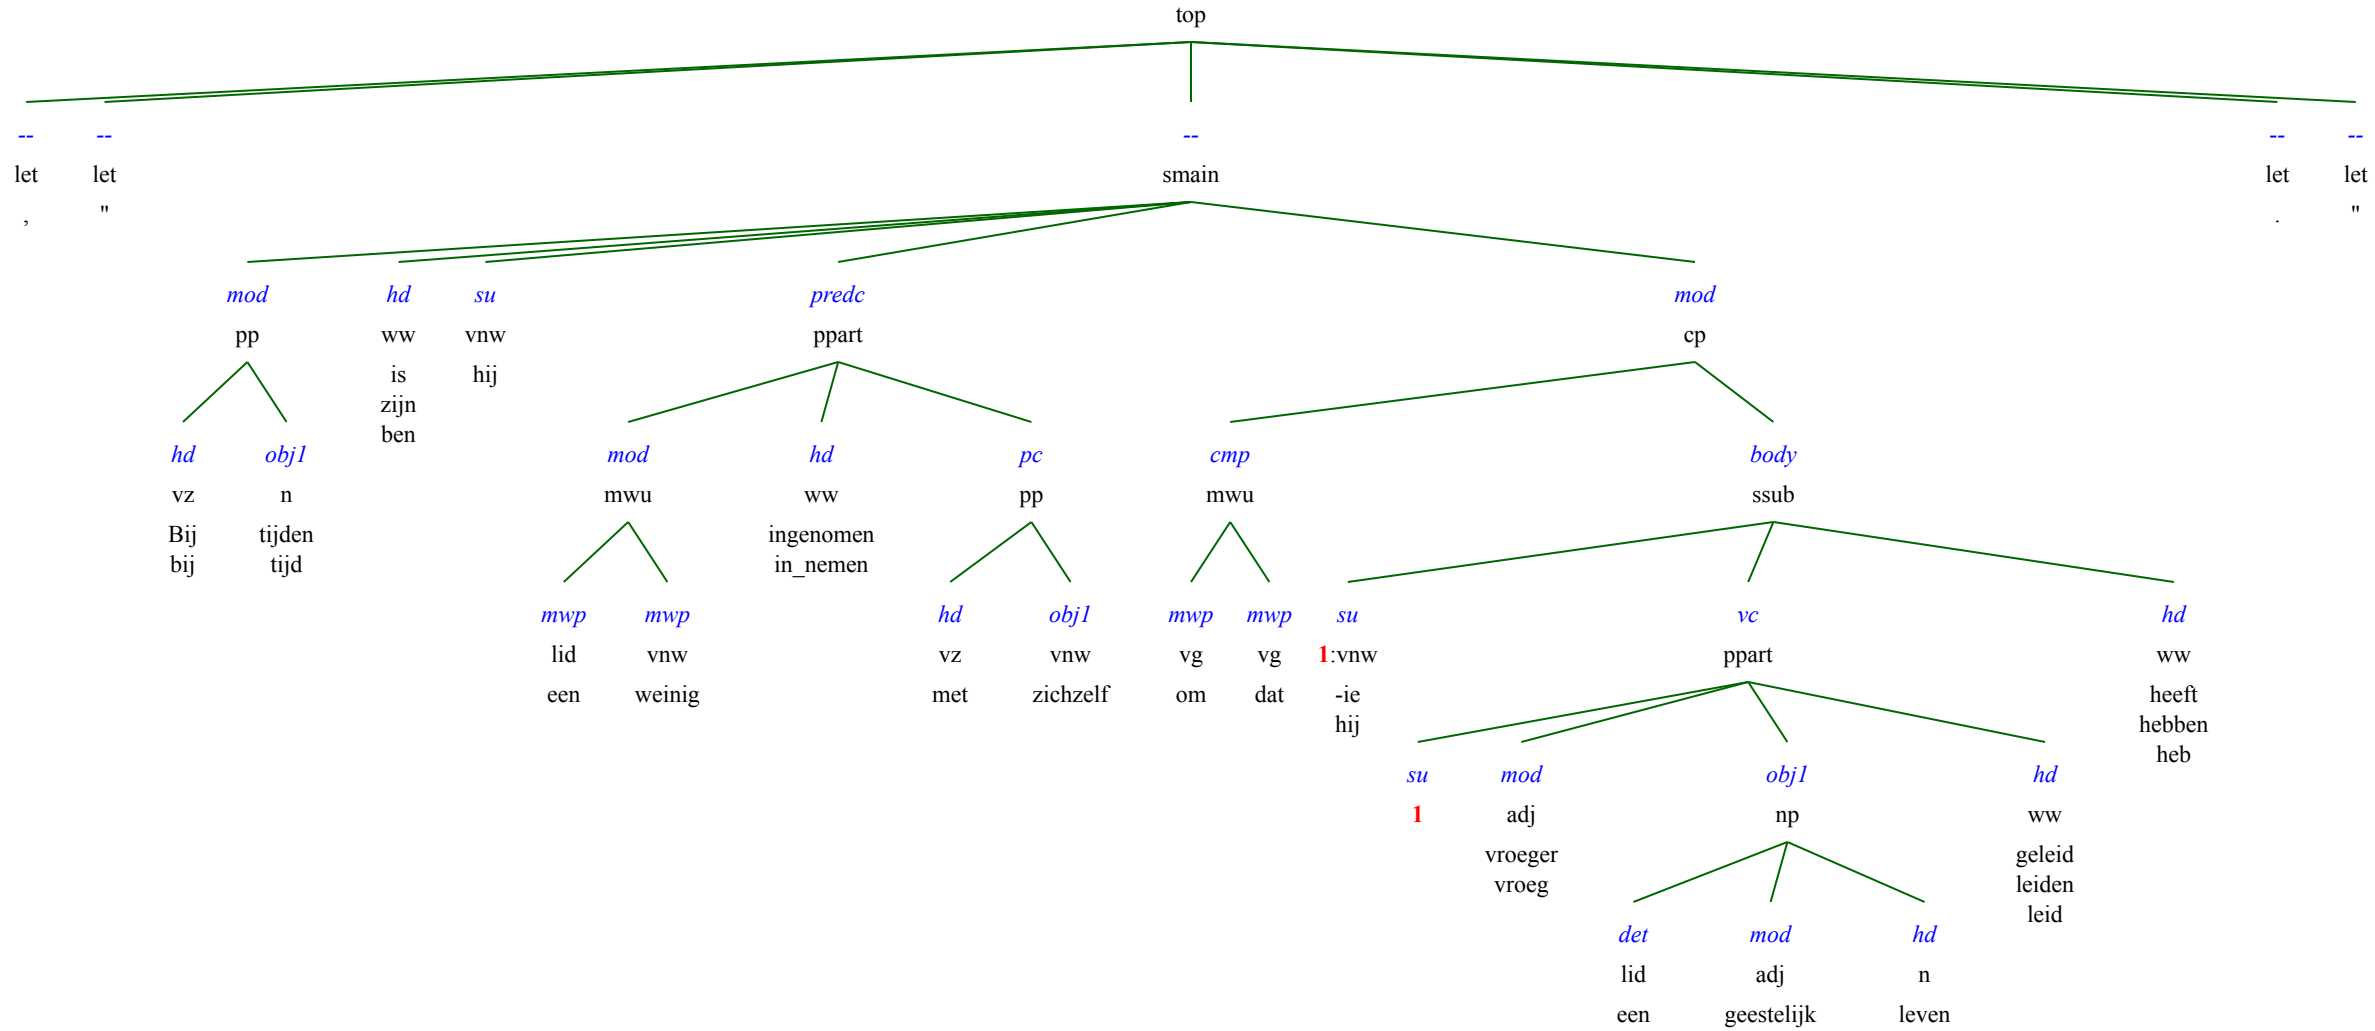 top
-- -- -- -- --
let let smain let let
, " . "
mod hd su predc mod
pp ww vnw ppart cp
is hij
zijn
ben
hd obj1 mod hd pc cmp body
vz n mwu ww pp mwu ssub
Bij tijden ingenomen
bij tijd in_nemen
mwp mwp hd obj1 mwp mwp su vc hd
lid vnw vz vnw vg vg 1:vnw ppart ww
een weinig met zichzelf om dat -ie heeft
hij hebben
heb
su mod obj1 hd
1 adj np ww
vroeger geleid
vroeg leiden
leid
det mod hd
lid adj n
een geestelijk leven